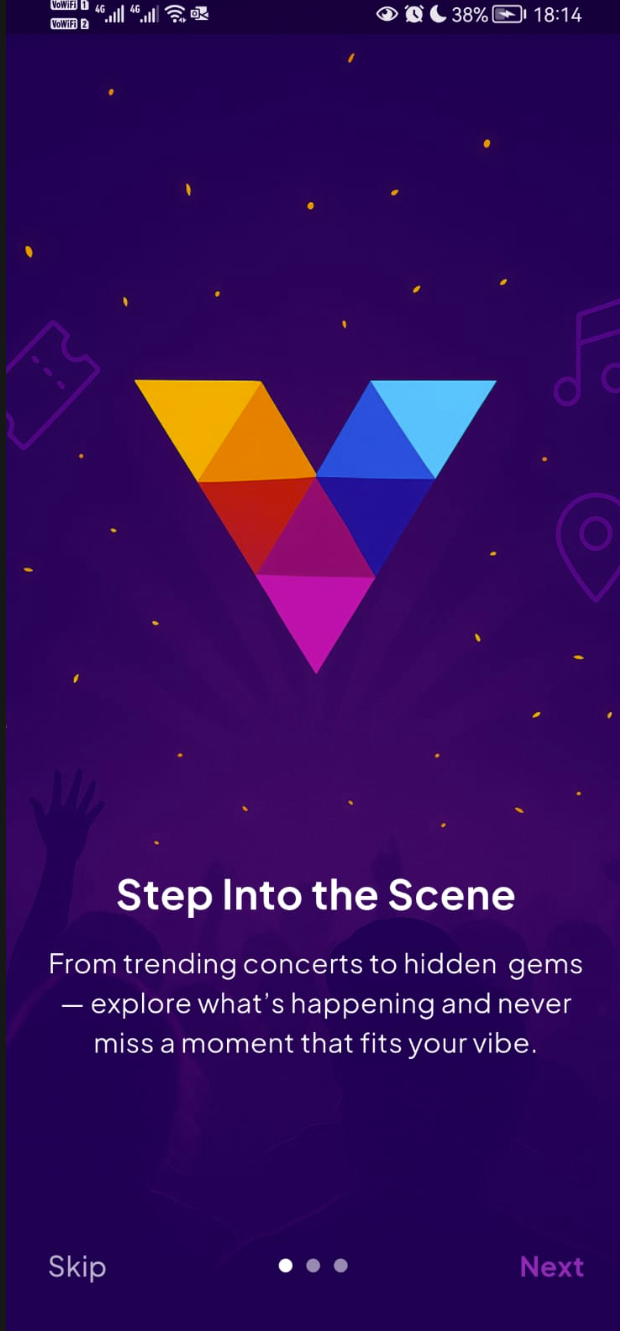 VoWiFi 1 4G 4G 38% 18:14
VoWiFi 2
Step Into the Scene
From trending concerts to hidden gems
— explore what’s happening and never
miss a moment that fits your vibe.
Skip Next